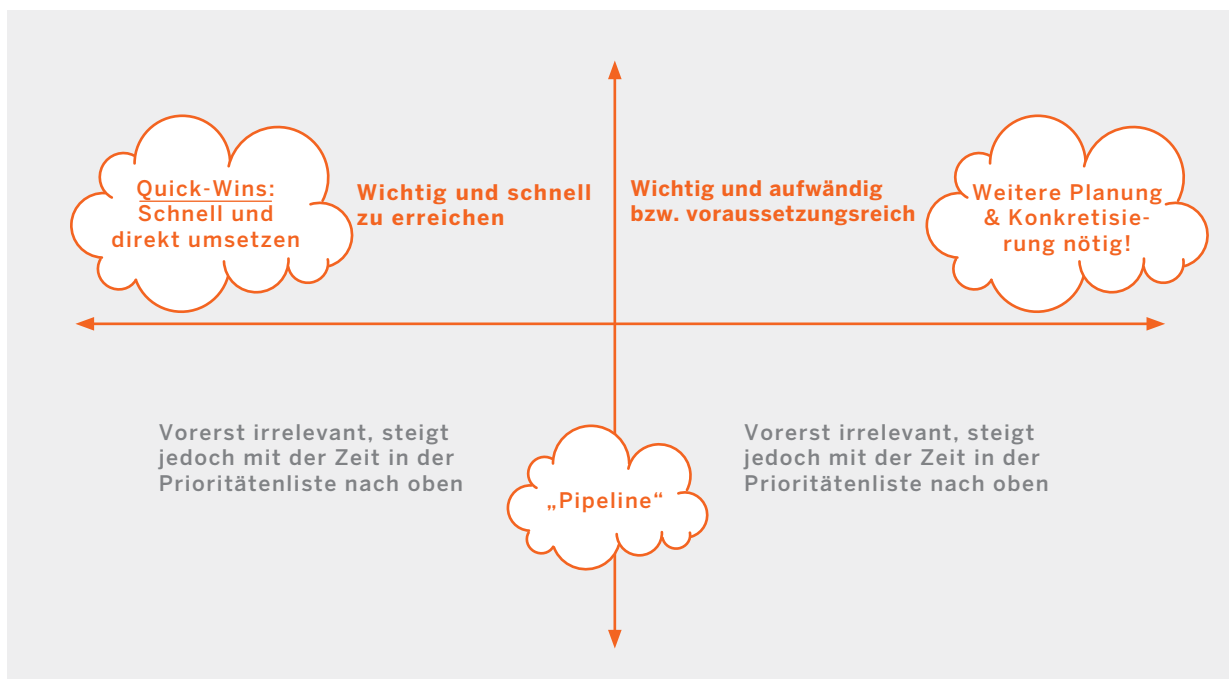 Quick-Wins:
Schnell und
direkt umsetzen
Wichtig und schnell
zu erreichen
Wichtig und aufwändig
bzw. voraussetzungsreich
Weitere Planung
& Konkretisie-
rung nötig!
Vorerst irrelevant, steigt
jedoch mit der Zeit in der
Prioritätenliste nach oben
„Pipeline“
Vorerst irrelevant, steigt
jedoch mit der Zeit in der
Prioritätenliste nach oben